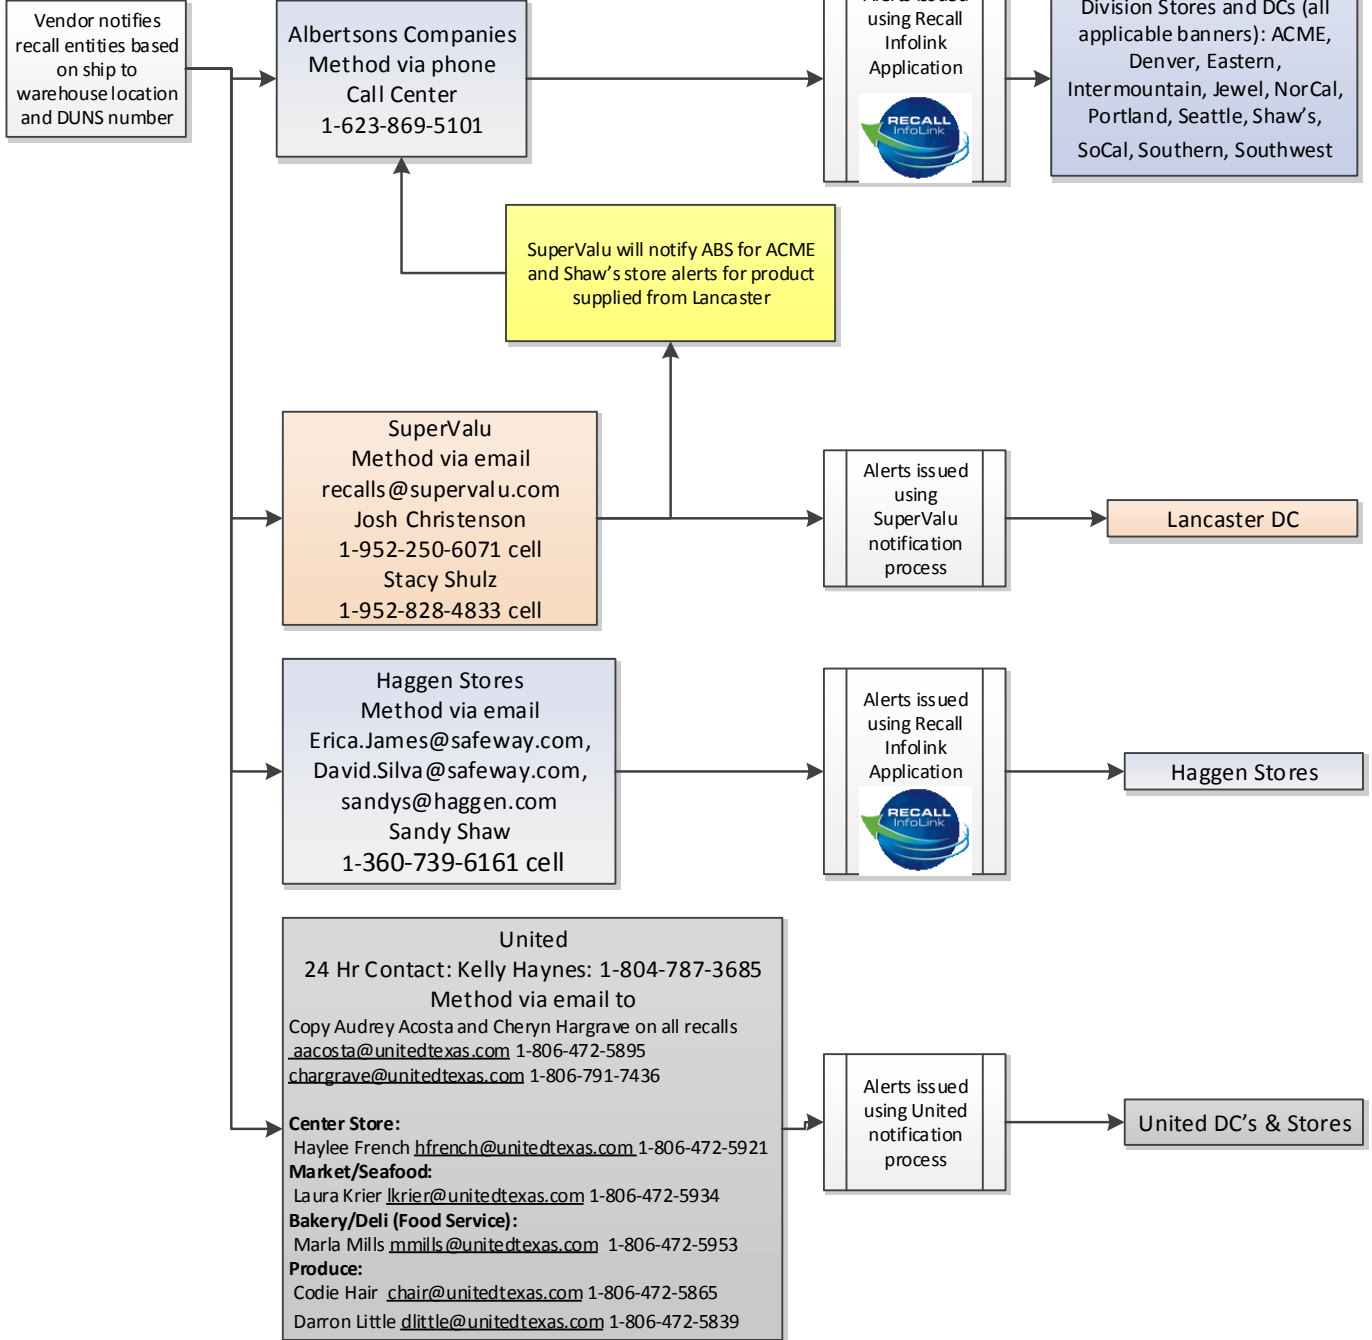 Vendor notifies
recall entities based
on ship to
warehouse location
and DUNS number
Albertsons Companies
Method via phone
Call Center
1-623-869-5101
Alerts issued
using Recall
Infolink
Application
RECALL
InfoLink
Division Stores and DCs (all
applicable banners): ACME,
Denver, Eastern,
Intermountain, Jewel, NorCal,
Portland, Seattle, Shaw's,
SoCal, Southern, Southwest
SuperValu will notify ABS for ACME
and Shaw's store alerts for product
supplied from Lancaster
SuperValu
Method via email
recalls@supervalu.com
Josh Christenson
1-952-250-6071 cell
Stacy Shulz
1-952-828-4833 cell
Alerts issued
using
SuperValu
notification
process
Lancaster DC
Haggen Stores
Method via email
Erica.James@safeway.com,
David.Silva@safeway.com,
sandys@haggen.com
Sandy Shaw
1-360-739-6161 cell
Alerts issued
using Recall
Infolink
Application
RECALL
InfoLink
Haggen Stores
United
24 Hr Contact: Kelly Haynes: 1-804-787-3685
Method via email to
Copy Audrey Acosta and Cheryn Hargrave on all recalls
aacosta@unitedtexas.com 1-806-472-5895
chargrave@unitedtexas.com 1-806-791-7436
Center Store:
Haylee French hfrench@unitedtexas.com 1-806-472-5921
Market/Seafood:
Laura Krier lkrier@unitedtexas.com 1-806-472-5934
Bakery/Deli (Food Service):
Marla Mills mmills@unitedtexas.com 1-806-472-5953
Produce:
Codie Hair chair@unitedtexas.com 1-806-472-5865
Darron Little dlittle@unitedtexas.com 1-806-472-5839
Alerts issued
using United
notification
process
United DC's & Stores